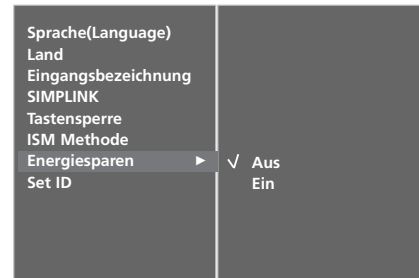 Sprache(Language)
Land
Eingangsbezeichnung
SIMPLINK
Tastensperre
ISM Methode
Energiesparen ► √ Aus
Ein
Set ID